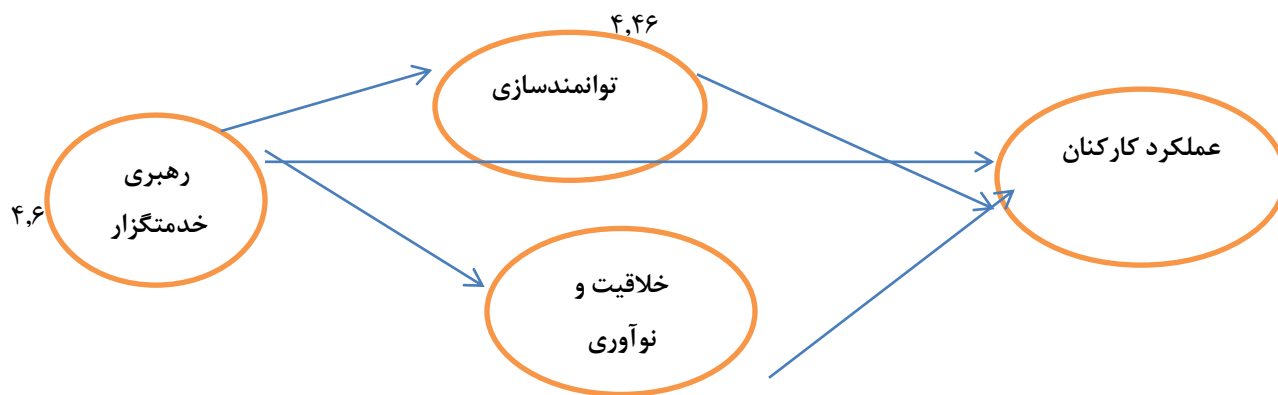 ۴,۴۶
توانمندسازی
عملکرد کارکنان
رهبری
خدمتگزار
۴,۶
خلاقیت و
نوآوری